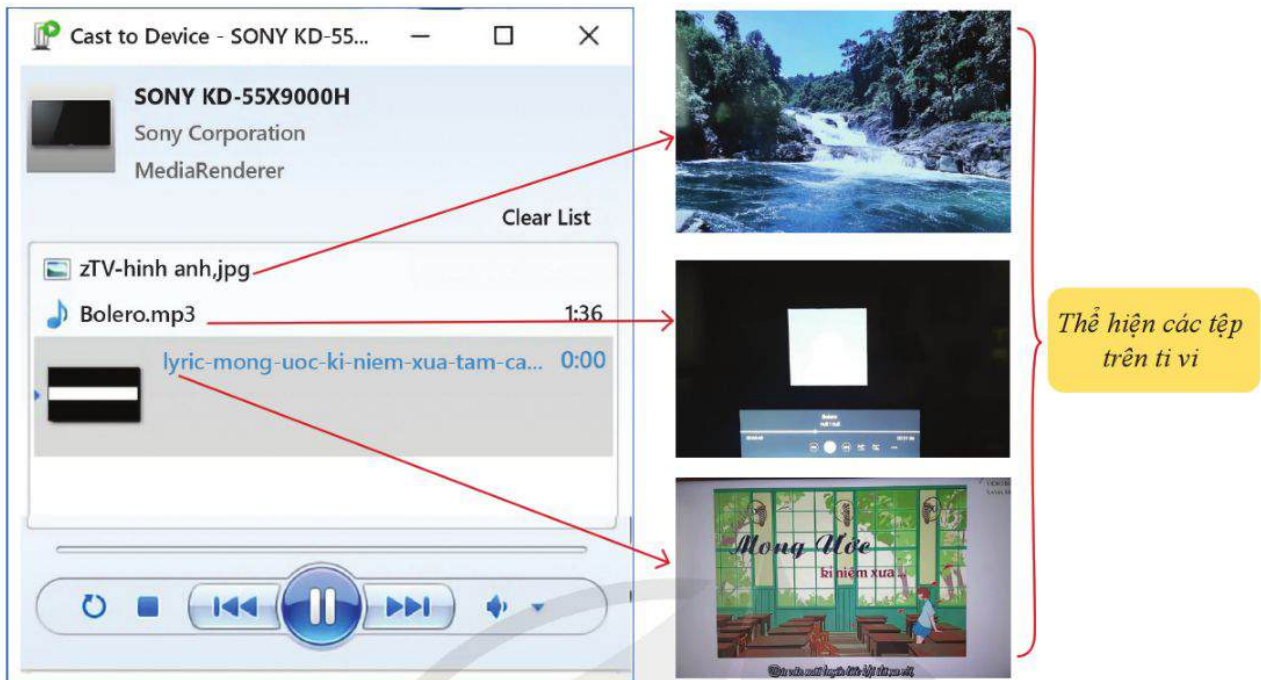 Cast to Device - SONY KD-55...
SONY KD-55X9000H
Sony Corporation
MediaRenderer
Clear List
zTV-hinh anh,jpg
Bolero.mp3 1:36
lyric-mong-uoc-ki-niem-xua-tam-ca... 0:00
Bolero
Mong Ước
kỉ niệm xưa...
Thể hiện các tệp
trên ti vi